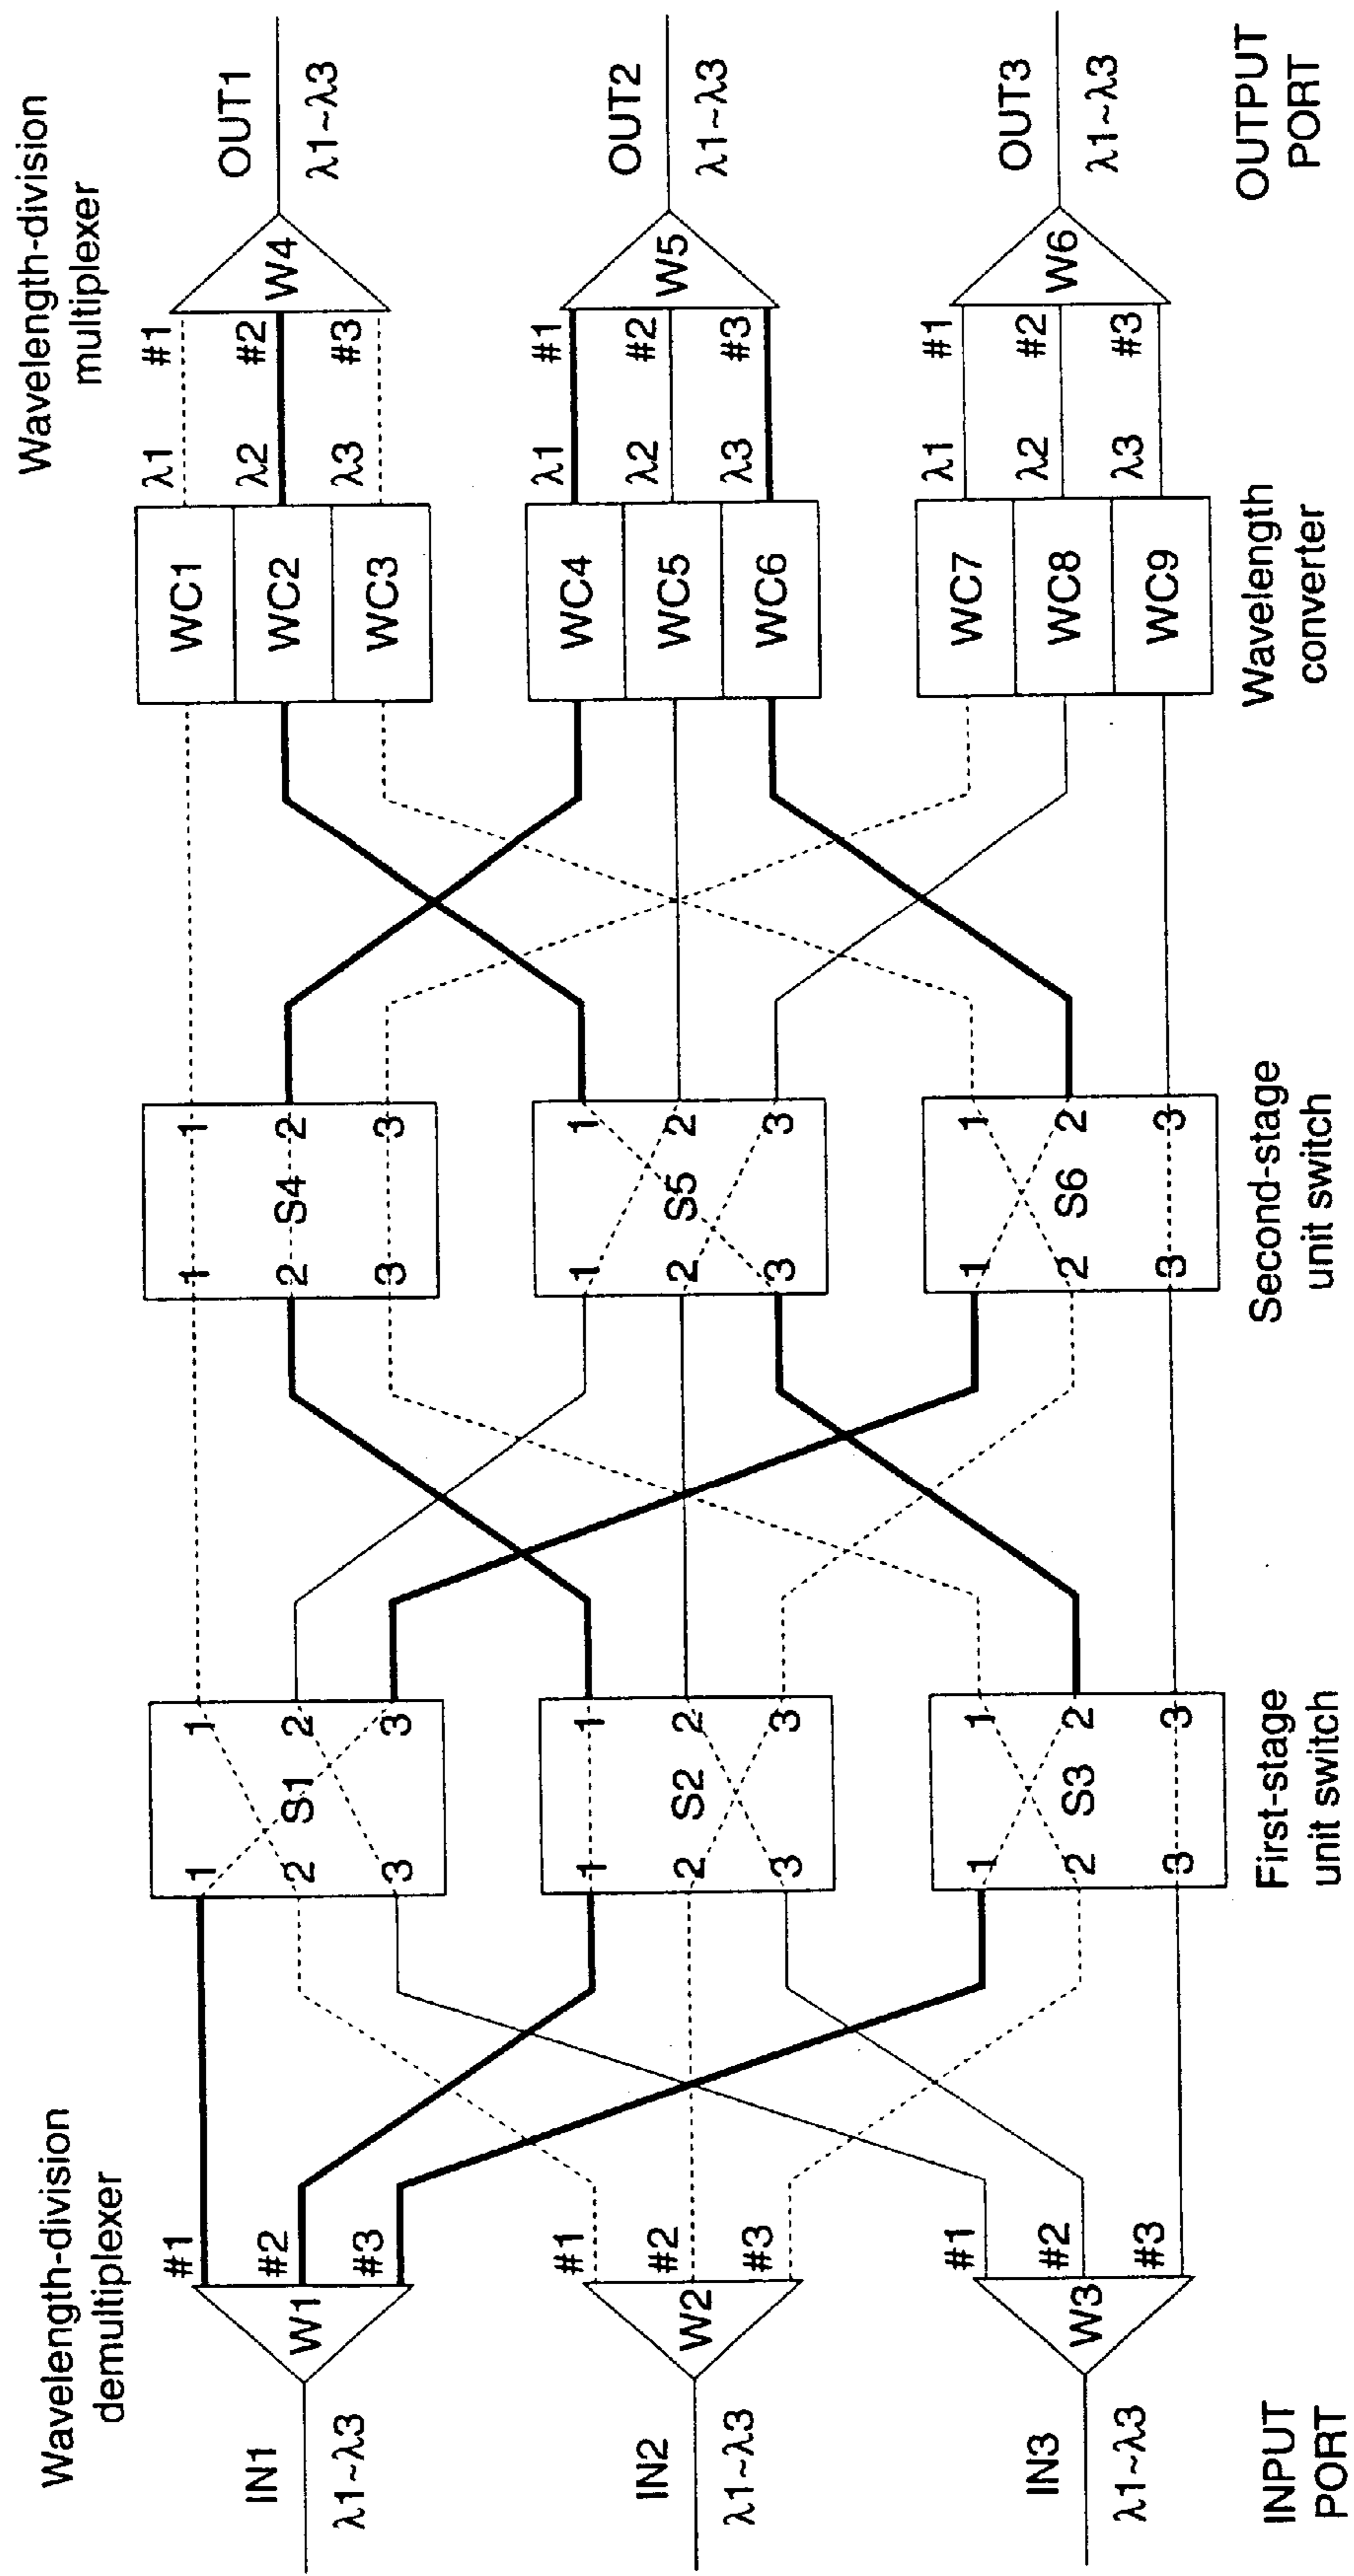 Wavelength-division
demultiplexer
Wavelength-division
multiplexer
IN1
λ1~λ3
W1
#1
#2
#3
IN2
λ1~λ3
W2
#1
#2
#3
IN3
λ1~λ3
W3
#1
#2
#3
INPUT
PORT
1
2
3
S1
1
2
3
1
2
3
S2
1
2
3
1
2
3
S3
1
2
3
First-stage
unit switch
1
2
3
S4
1
2
3
1
2
3
S5
1
2
3
1
2
3
S6
1
2
3
Second-stage
unit switch
WC1
WC2
WC3
WC4
WC5
WC6
WC7
WC8
WC9
Wavelength
converter
λ1 #1
λ2 #2
λ3 #3
W4
OUT1
λ1~λ3
λ1 #1
λ2 #2
λ3 #3
W5
OUT2
λ1~λ3
λ1 #1
λ2 #2
λ3 #3
W6
OUT3
λ1~λ3
OUTPUT
PORT